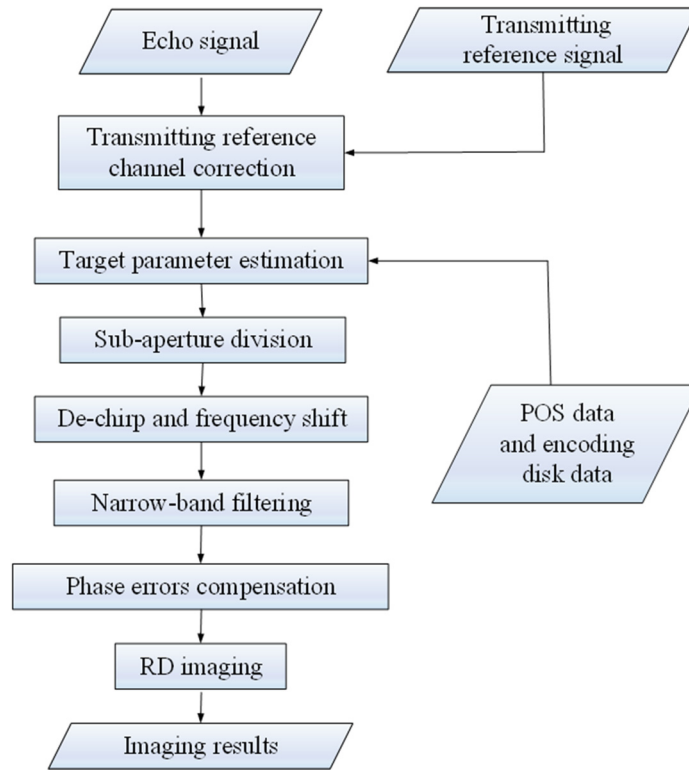 Echo signal
Transmitting
reference signal
Transmitting reference
channel correction
Target parameter estimation
Sub-aperture division
De-chirp and frequency shift
POS data
and encoding
disk data
Narrow-band filtering
Phase errors compensation
RD imaging
Imaging results